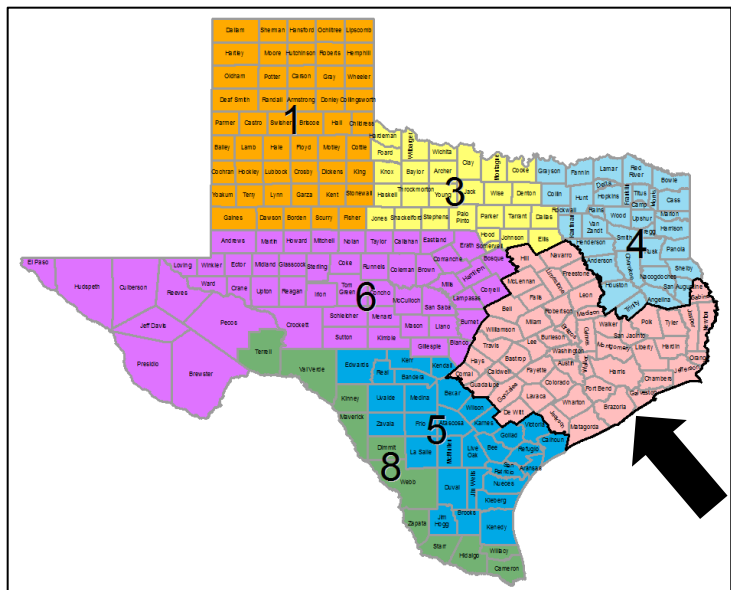 Dallam Sherman Hansford Ochiltree Lipscomb
Hartley Moore Hutchinson Roberts Hemphill
Oldham Potter Carson Gray Wheeler
Deaf Smith Randall Armstrong Donley Collingsworth
1
Parmer Castro Swisher Briscoe Hall Childress
Hardeman
Bailey Lamb Hale Floyd Motley Cottle Foard Wilbarger Wichita
Clay Montague Cooke Grayson Fannin Lamar Red River Bowie
Cochran Hockley Lubbock Crosby Dickens King Knox Baylor Archer
3
Yoakum Terry Lynn Garza Kent Stonewall Haskell Throckmorton Young Jack Wise Denton Collin Hunt Delta Hopkins Franklin Titus Camp Morris Cass
Gaines Dawson Borden Scurry Fisher Jones Shackelford Stephens Palo Pinto Parker Tarrant Dallas Rockwall Kaufman Rains Wood Upshur Marion
Van Zandt Smith Gregg Harrison
4
Andrews Martin Howard Mitchell Nolan Taylor Callahan Eastland Erath Hood Somervell Johnson Ellis Henderson Rusk Panola
El Paso Hudspeth Culberson Reeves Loving Winkler Ector Midland Glasscock Sterling Coke Runnels Coleman Brown Comanche Hamilton Bosque Hill Navarro Anderson Cherokee Nacogdoches Shelby
Ward Crane Upton Reagan Irion Tom Green Concho McCulloch Mills Coryell McLennan Limestone Freestone Leon Houston Angelina San Augustine Sabine
6
Jeff Davis Pecos Crockett Schleicher Menard San Saba Lampasas Bell Falls Robertson Madison Trinity Polk Tyler Jasper Newton
Presidio Brewster Sutton Kimble Mason Llano Burnet Williamson Milam Brazos Grimes Walker San Jacinto Hardin
Terrell Val Verde Edwards Kerr Gillespie Blanco Travis Lee Burleson Washington Montgomery Liberty Orange
Real Bandera Kendall Hays Comal Caldwell Bastrop Fayette Austin Waller Harris Chambers Jefferson
Kinney Uvalde Medina Bexar Guadalupe Gonzales Lavaca Colorado Fort Bend Galveston
Maverick Zavala Frio Atascosa Wilson Karnes De Witt Jackson Wharton Brazoria
5
Dimmit La Salle McMullen Live Oak Bee Goliad Victoria Calhoun Matagorda
8
Refugio
Webb Duval Jim Wells San Patricio Aransas
Nueces
Kleberg
Zapata Jim Hogg Brooks Kenedy
Starr Hidalgo Willacy
Cameron